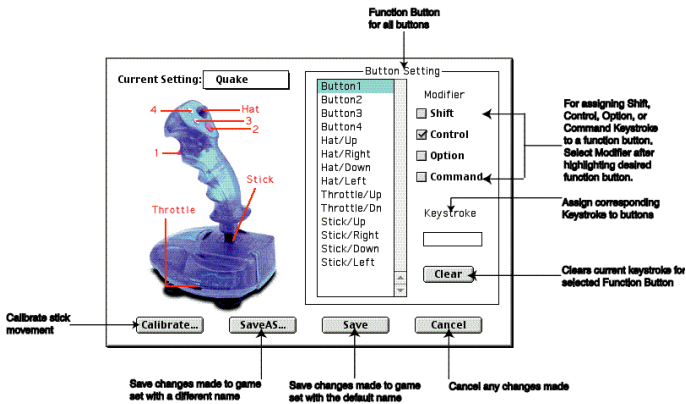 Function Button
for all buttons
Current Setting: Quake
Button Setting
Button1
Button2
Button3
Button4
Hat/Up
Hat/Right
Hat/Down
Hat/Left
Throttle/Up
Throttle/Dn
Stick/Up
Stick/Right
Stick/Down
Stick/Left
Modifier
Shift
Control
Option
Command
Keystroke
Clear
4
Hat
3
2
1
Stick
Throttle
For assigning Shift,
Control, Option, or
Command Keystroke
to a function button.
Select Modifier after
highlighting desired
function button.
Assign corresponding
Keystroke to buttons
Clears current keystroke for
selected Function Button
Calibrate stick
movement
Calibrate...
SaveAS...
Save
Cancel
Save changes made to game
set with a different name
Save changes made to game
set with the default name
Cancel any changes made